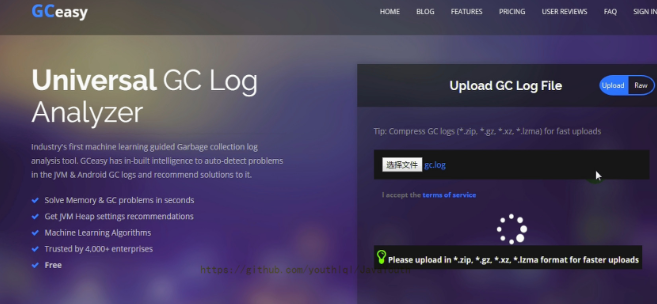 GCeasy
HOME BLOG FEATURES PRICING USER REVIEWS FAQ SIGN IN
Universal GC Log
Analyzer
Industry's first machine learning guided Garbage collection log
analysis tool. GCeasy has in-built intelligence to auto-detect problems
in the JVM & Android GC logs and recommend solutions to it.
Solve Memory & GC problems in seconds
Get JVM Heap settings recommendations
Machine Learning Algorithms
Trusted by 4,000+ enterprises
Free
Upload GC Log File
Upload Raw
Tip: Compress GC logs (*.zip, *.gz, *.xz, *.lzma) for fast uploads
选择文件 gc.log
I accept the terms of service
Please upload in *.zip, *.gz, *.xz, *.lzma format for faster uploads